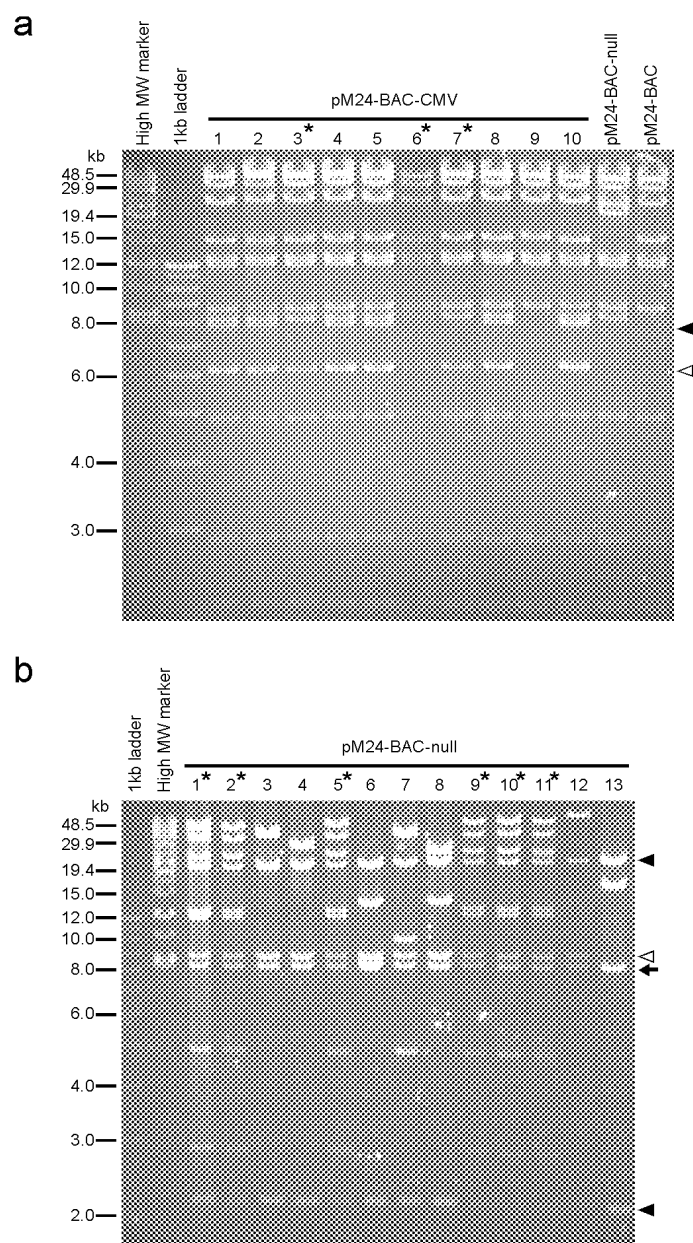 a
High MW marker
1kb ladder
pM24-BAC-CMV
pM24-BAC-null
pM24-BAC
1 2 3* 4 5 6* 7* 8 9 10
kb
48.5
29.9
19.4
15.0
12.0
10.0
8.0
6.0
4.0
3.0
b
1kb ladder
High MW marker
pM24-BAC-null
1* 2* 3 4 5* 6 7 8 9* 10* 11* 12 13
kb
48.5
29.9
19.4
15.0
12.0
10.0
8.0
6.0
4.0
3.0
2.0